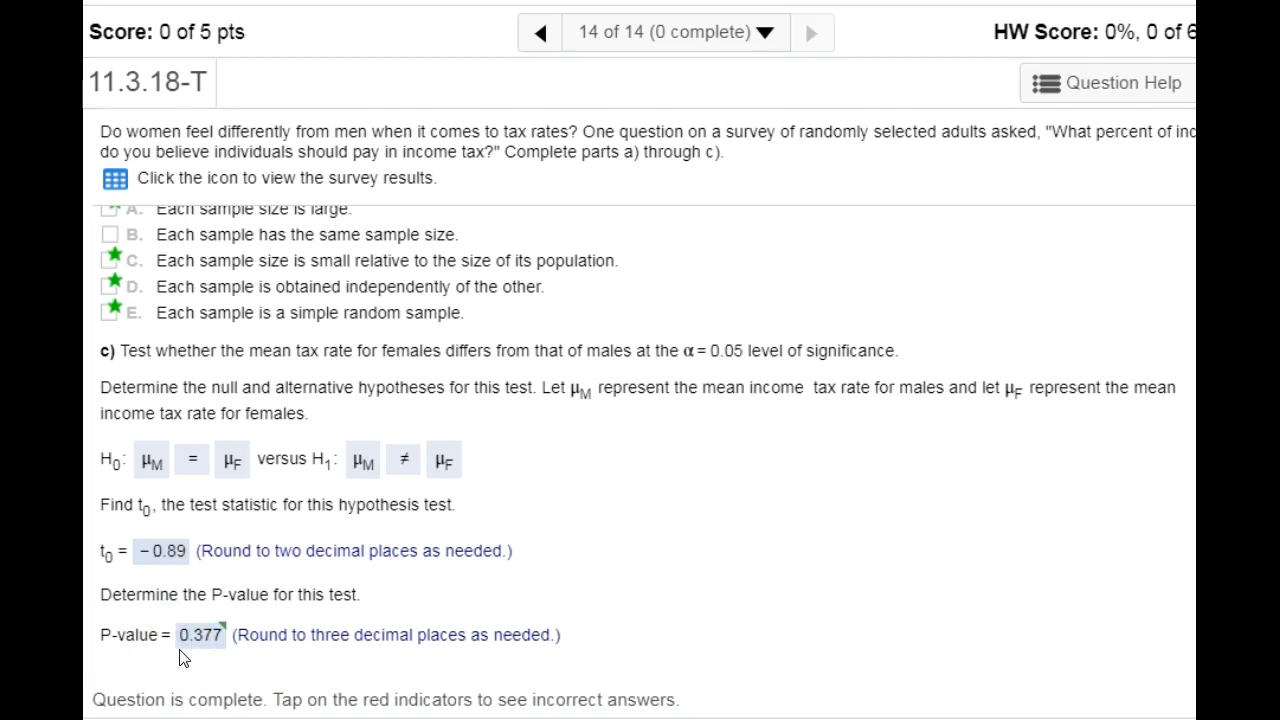 Score: 0 of 5 pts
14 of 14 (0 complete)
HW Score: 0%, 0 of 6
11.3.18-T
Question Help
Do women feel differently from men when it comes to tax rates? One question on a survey of randomly selected adults asked, "What percent of inc
do you believe individuals should pay in income tax?" Complete parts a) through c).
Click the icon to view the survey results.
A. Each sample size is large.
B. Each sample has the same sample size.
C. Each sample size is small relative to the size of its population.
D. Each sample is obtained independently of the other.
E. Each sample is a simple random sample.
c) Test whether the mean tax rate for females differs from that of males at the α = 0.05 level of significance.
Determine the null and alternative hypotheses for this test. Let μM represent the mean income tax rate for males and let μF represent the mean
income tax rate for females.
H0: μM = μF versus H1: μM ≠ μF
Find t0, the test statistic for this hypothesis test.
t0 = − 0.89 (Round to two decimal places as needed.)
Determine the P-value for this test.
P-value = 0.377 (Round to three decimal places as needed.)
Question is complete. Tap on the red indicators to see incorrect answers.